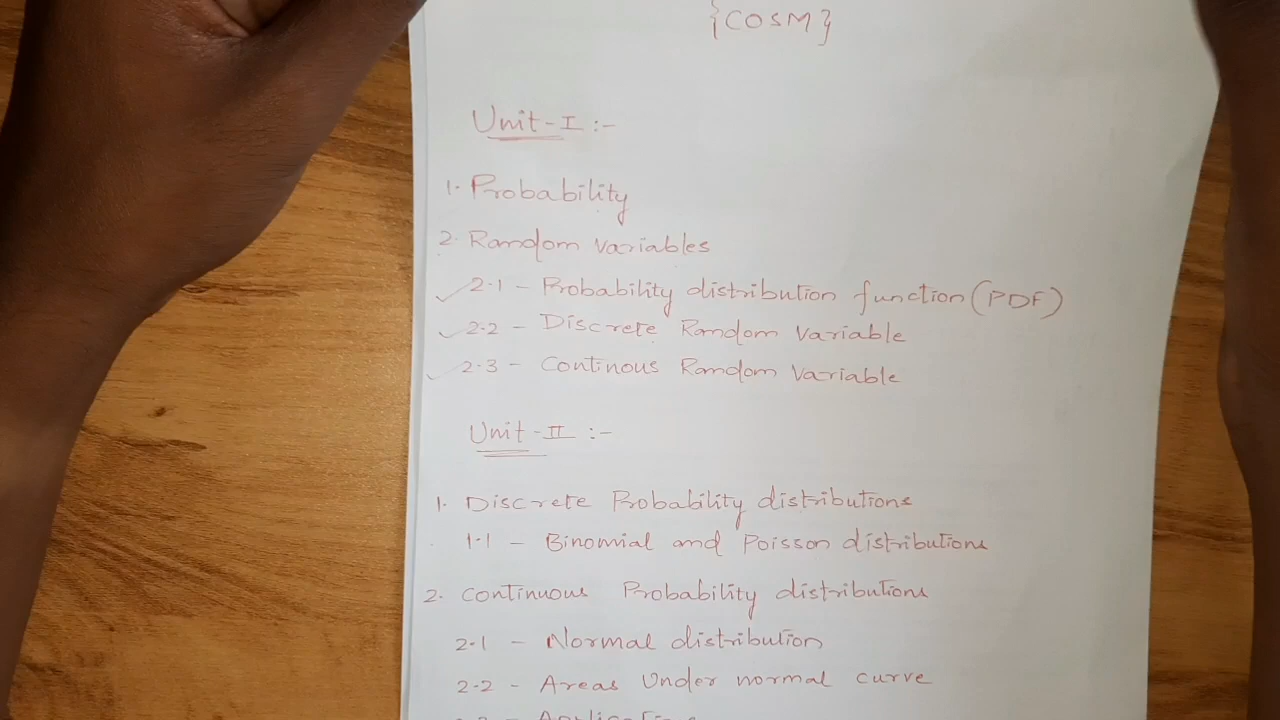 {COSM}
Unit-I :-
1. Probability
2. Random variables
✓ 2.1 - Probability distribution function (PDF)
✓ 2.2 - Discrete Random Variable
✓ 2.3 - Continous Random Variable
Unit-II :-
1. Discrete Probability distributions
1.1 - Binomial and Poisson distributions
2. Continuous Probability distributions
2.1 - Normal distribution
2.2 - Areas Under normal curve